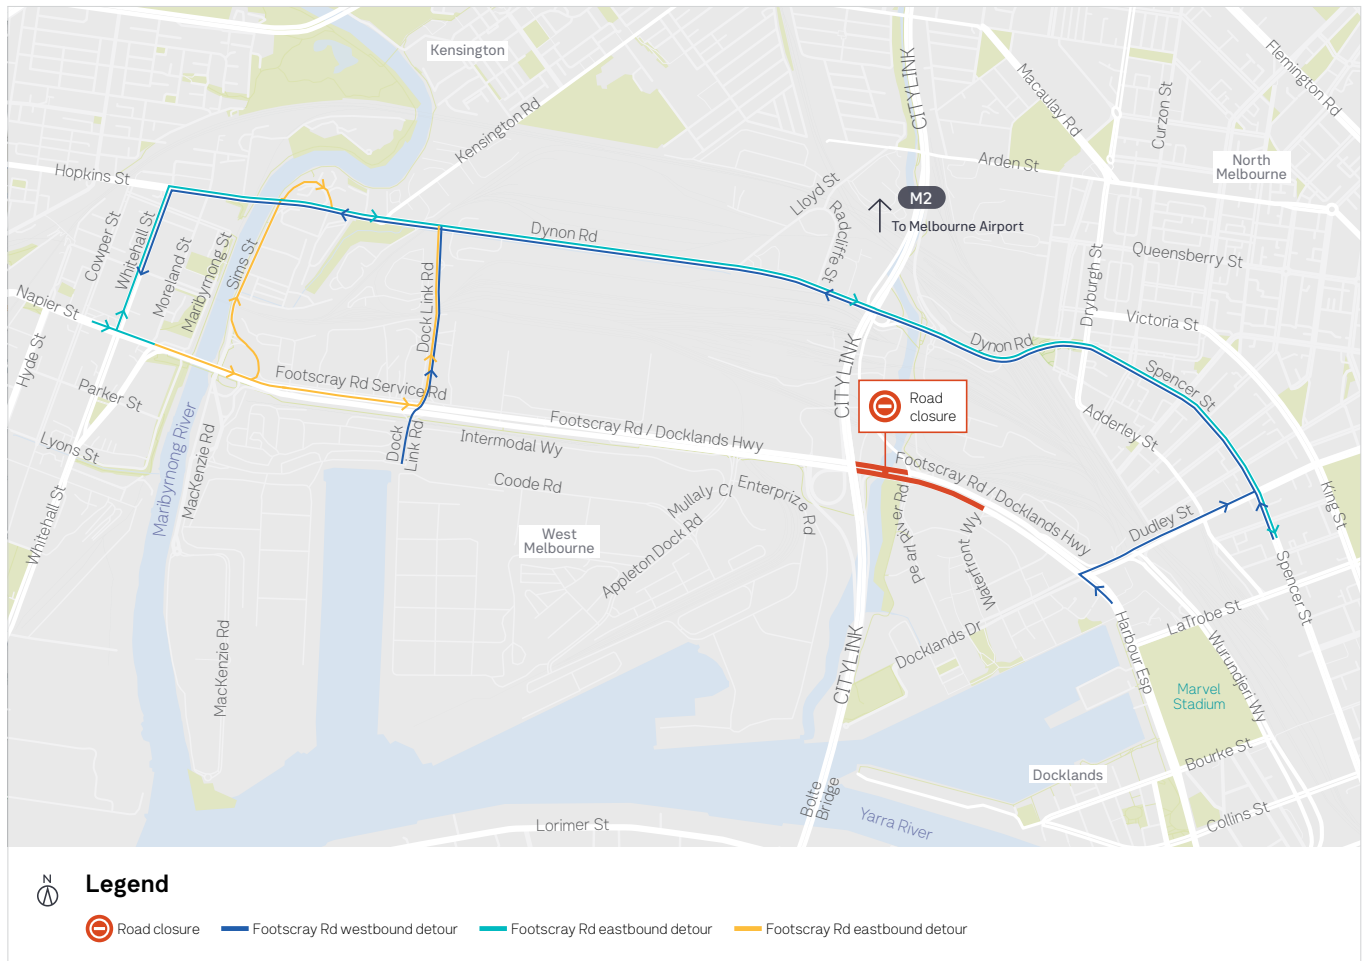 Kensington
CITYLINK
Flemington Rd
Macaulay Rd
Curzon St
Kensington Rd
Arden St
North
Melbourne
Hopkins St
Lloyd St
M2
To Melbourne Airport
Radcliffe St
Cowper St
Whitehall St
Moreland St
Maribyrnong St
Sims St
Dynon Rd
Queensberry St
Dryburgh St
Napier St
Dock Link Rd
Victoria St
Hyde St
CITYLINK
Dynon Rd
Spencer St
Parker St
Footscray Rd Service Rd
Road
closure
Adderley St
Lyons St
Maribyrnong River
MacKenzie Rd
Dock
Link Rd
Intermodal Wy
Footscray Rd / Docklands Hwy
Footscray Rd / Docklands Hwy
Whitehall St
Coode Rd
Mullaly Cl
Enterprize Rd
Appleton Dock Rd
Pearl River Rd
Waterfront Wy
Dudley St
King St
West
Melbourne
Spencer St
MacKenzie Rd
CITYLINK
Docklands Dr
Harbour Esp
LaTrobe St
Wurundjeri Wy
Marvel
Stadium
Bourke St
Docklands
Bolte
Bridge
Yarra River
Collins St
Lorimer St
N
Legend
Road closure
Footscray Rd westbound detour
Footscray Rd eastbound detour
Footscray Rd eastbound detour